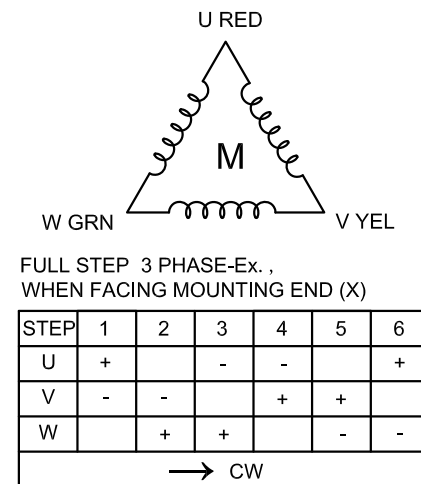 U RED
M
W GRN
V YEL
FULL STEP 3 PHASE-Ex. ,
WHEN FACING MOUNTING END (X)
STEP 1 2 3 4 5 6
U + - - +
V - - + +
W + + - -
→ CW